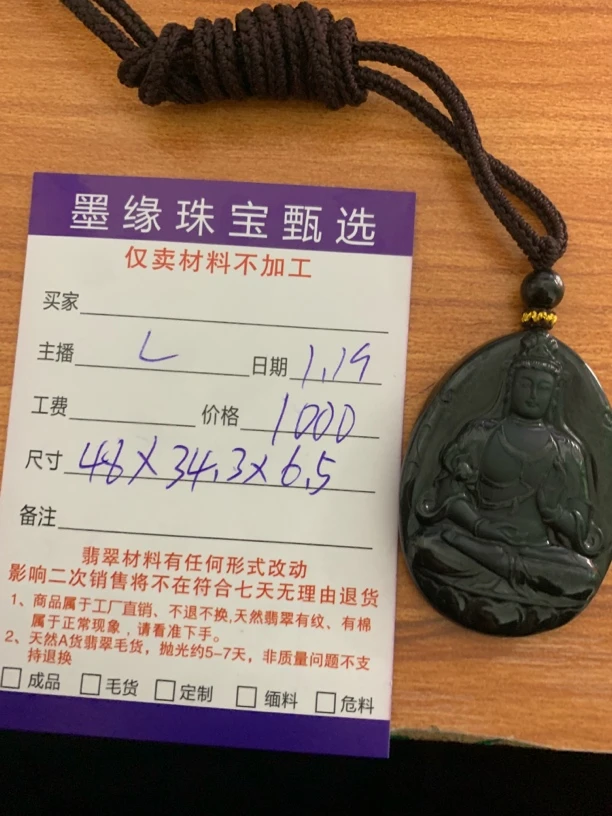 墨缘珠宝甄选
仅卖材料不加工
买家
主播 L 日期 1.19
工费 价格 1000
尺寸 48×34.3×6.5
备注
翡翠材料有任何形式改动
影响二次销售将不在符合七天无理由退货
1、商品属于工厂直销、不退不换,天然翡翠有纹、有棉
属于正常现象，请看准下手。
2、天然A货翡翠毛货，抛光约5-7天，非质量问题不支
持退换
成品 毛货 定制 缅料 危料